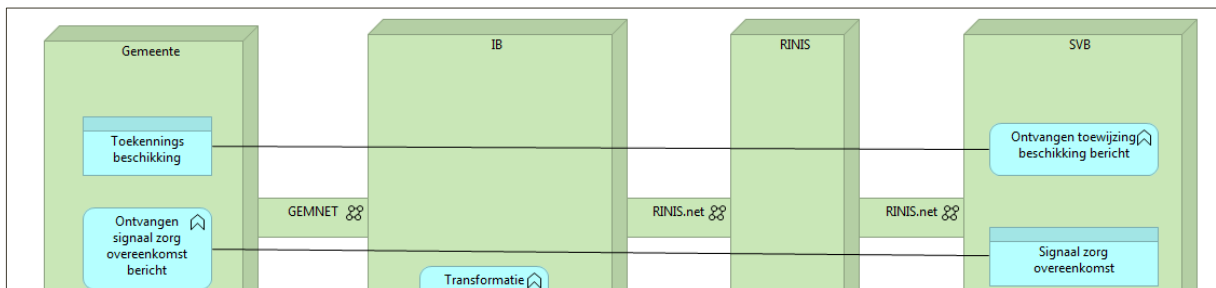 Gemeente
IB
RINIS
SVB
Toekennings
beschikking
Ontvangen toewijzing
beschikking bericht
GEMNET
RINIS.net
RINIS.net
Ontvangen
signaal zorg
overeenkomst
bericht
Signaal zorg
overeenkomst
Transformatie